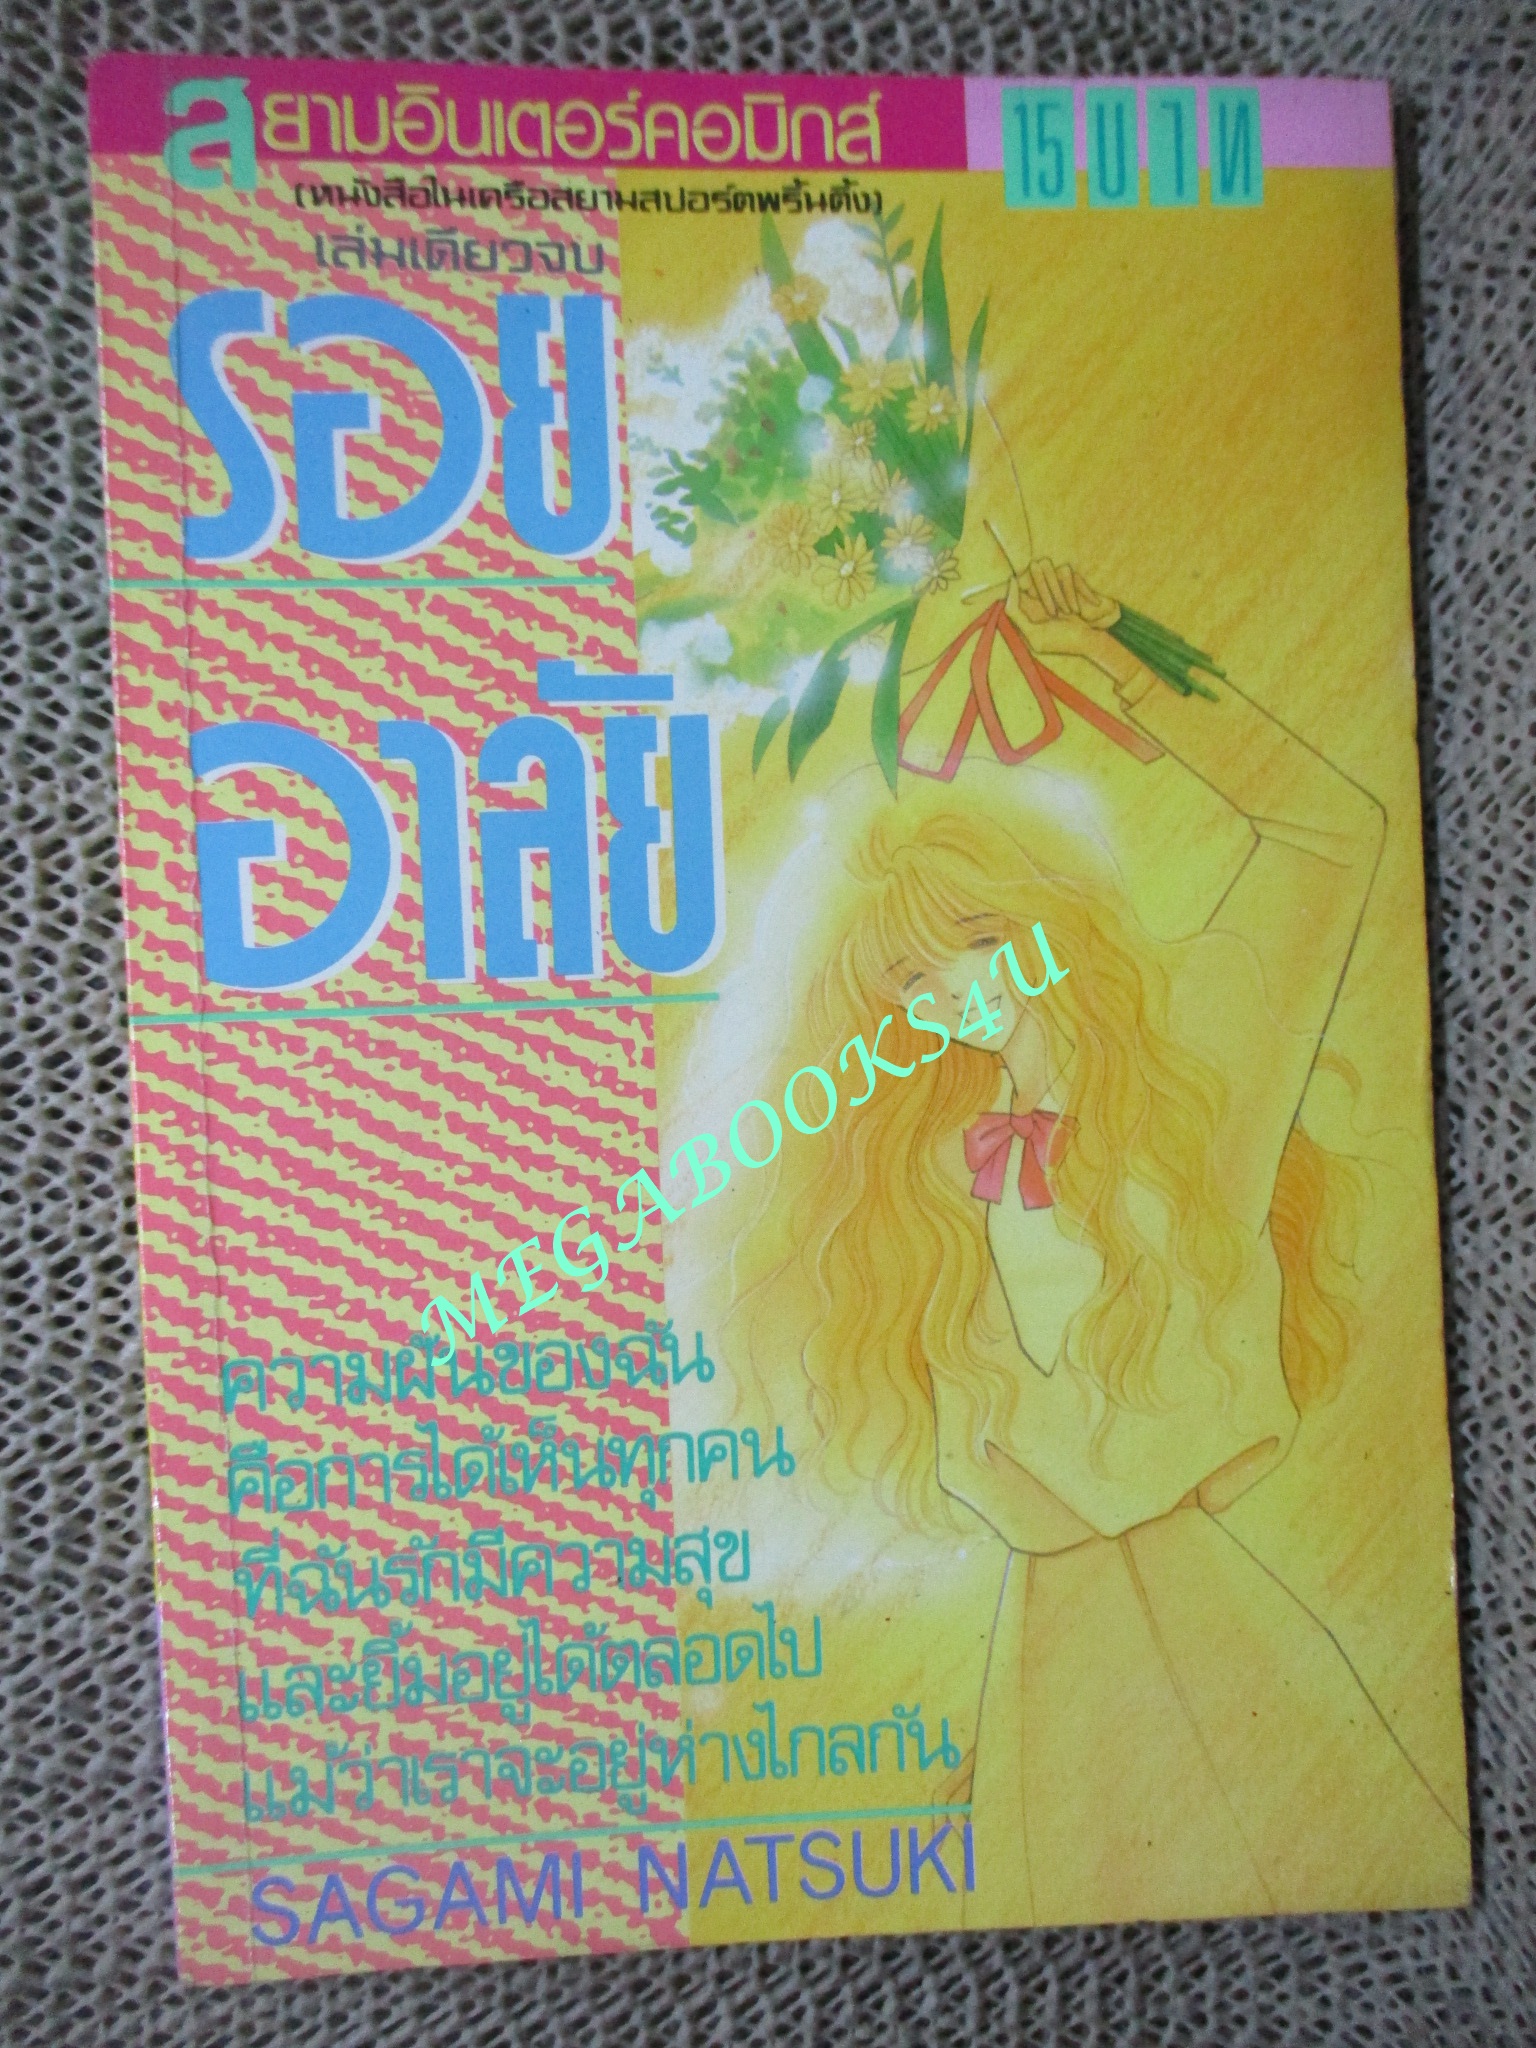 สยามอินเตอร์คอมิกส์
15 บาท
(หนังสือในเครือสยามสปอร์ตพริ้นติ้ง)
เล่มเดียวจบ
รอย
อาลัย
MEGABOOKS4U
ความฝันของฉัน
คือการได้เห็นทุกคน
ที่ฉันรักมีความสุข
และยิ้มอยู่ได้ตลอดไป
แม้ว่าเราจะอยู่ห่างไกลกัน
SAGAMI NATSUKI